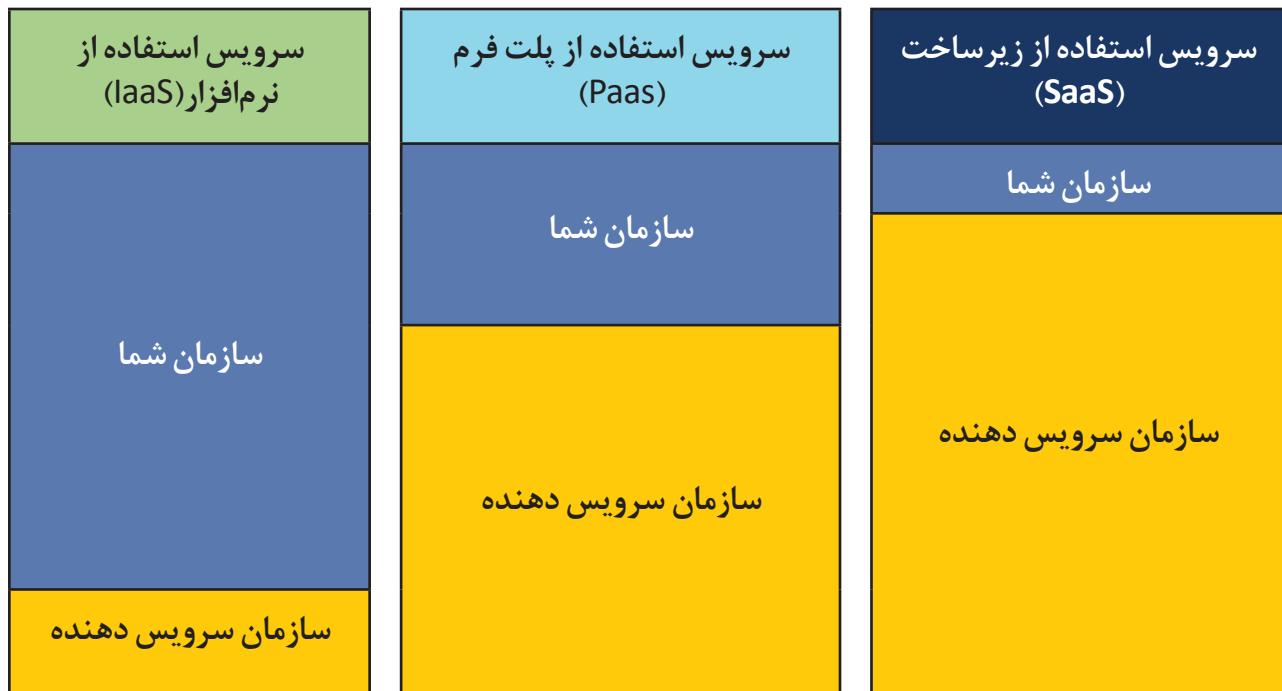 سرویس استفاده از زیرساخت
(SaaS)
سازمان شما
سازمان سرویس دهنده
سرویس استفاده از پلت فرم
(Paas)
سازمان شما
سازمان سرویس دهنده
سرویس استفاده از
نرم‌افزار(IaaS)
سازمان شما
سازمان سرویس دهنده